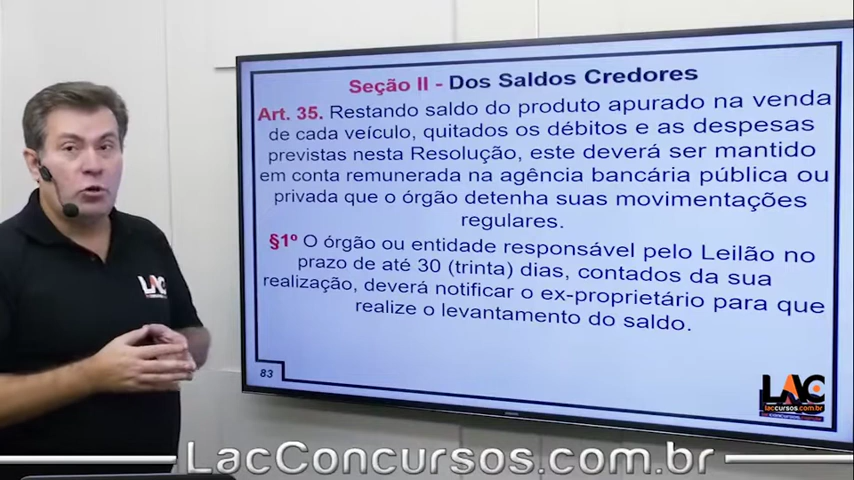 Seção II - Dos Saldos Credores
Art. 35. Restando saldo do produto apurado na venda
de cada veículo, quitados os débitos e as despesas
previstas nesta Resolução, este deverá ser mantido
em conta remunerada na agência bancária pública ou
privada que o órgão detenha suas movimentações
regulares.
§1º O órgão ou entidade responsável pelo Leilão no
prazo de até 30 (trinta) dias, contados da sua
realização, deverá notificar o ex-proprietário para que
realize o levantamento do saldo.
83
LAC
LAC
laccursos.com.br
LacConcursos.com.br